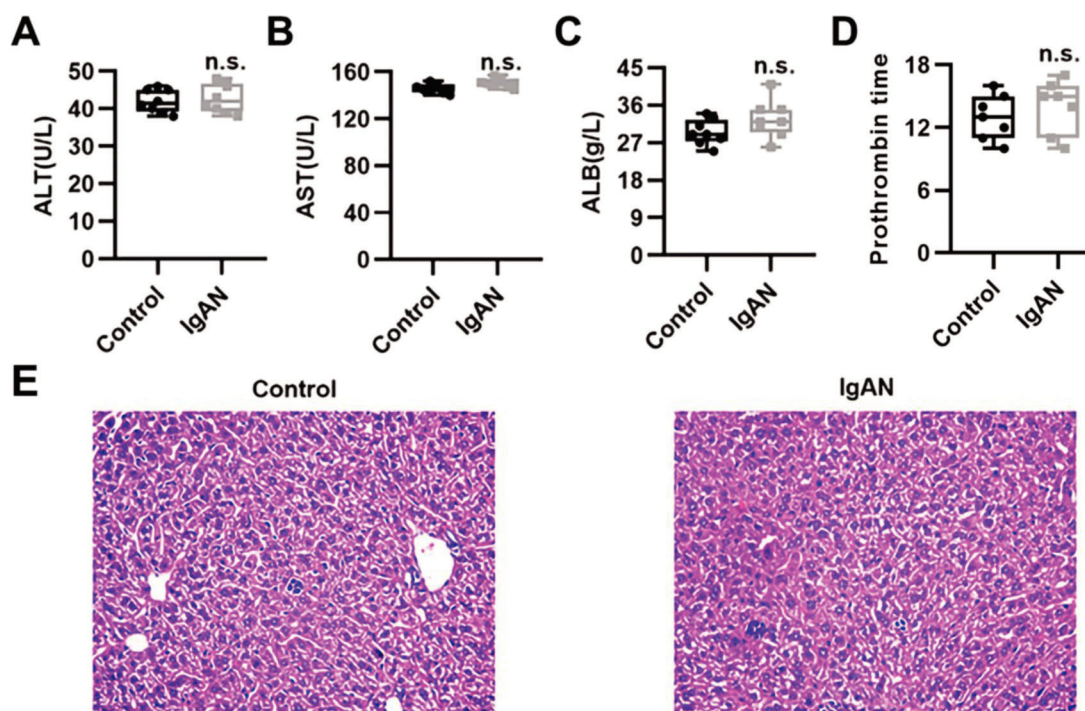 A
n.s.
ALT(U/L)
50
40
30
20
10
0
Control
IgAN
B
n.s.
AST(U/L)
160
120
80
40
0
Control
IgAN
C
n.s.
ALB(g/L)
45
36
27
18
9
0
Control
IgAN
D
n.s.
Prothrombin time
18
12
6
0
Control
IgAN
E
Control
IgAN